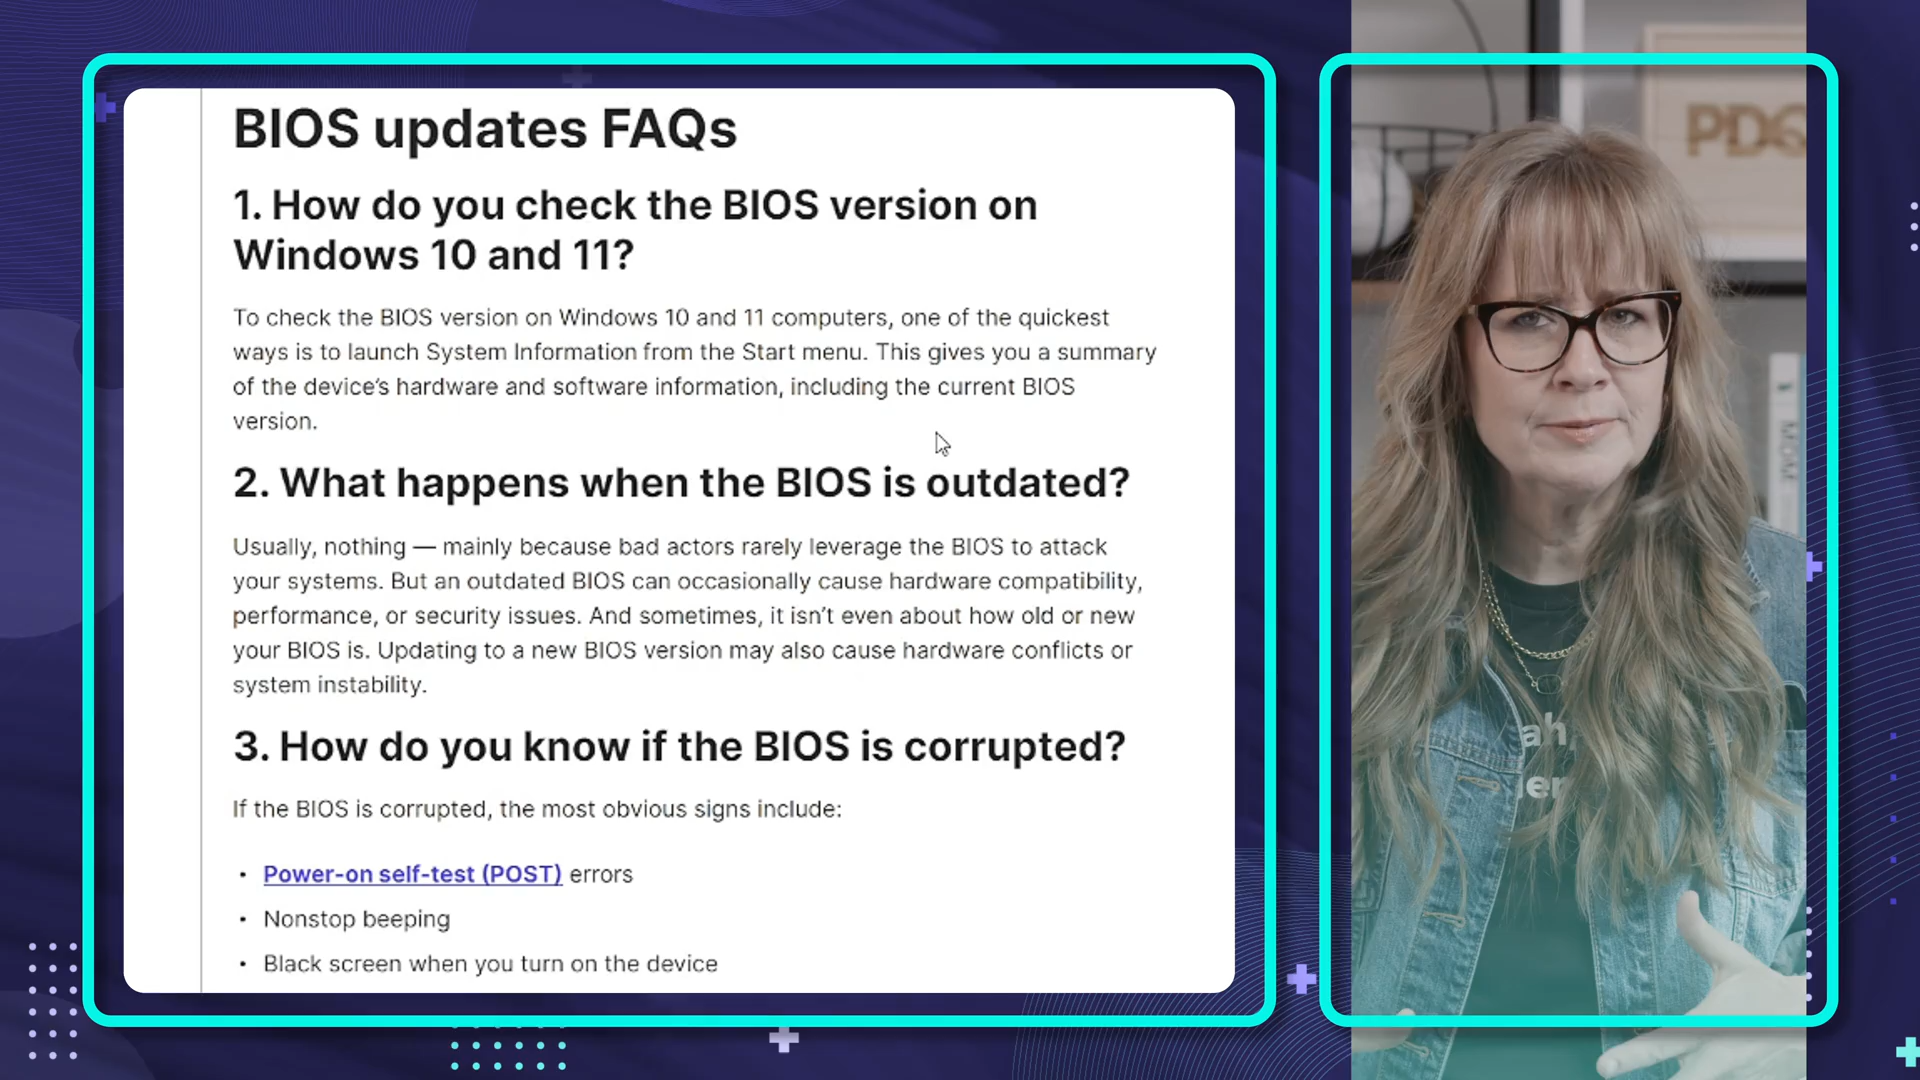 BIOS updates FAQs
1. How do you check the BIOS version on
Windows 10 and 11?
To check the BIOS version on Windows 10 and 11 computers, one of the quickest
ways is to launch System Information from the Start menu. This gives you a summary
of the device's hardware and software information, including the current BIOS
version.
2. What happens when the BIOS is outdated?
Usually, nothing — mainly because bad actors rarely leverage the BIOS to attack
your systems. But an outdated BIOS can occasionally cause hardware compatibility,
performance, or security issues. And sometimes, it isn't even about how old or new
your BIOS is. Updating to a new BIOS version may also cause hardware conflicts or
system instability.
3. How do you know if the BIOS is corrupted?
If the BIOS is corrupted, the most obvious signs include:
• Power-on self-test (POST) errors
• Nonstop beeping
• Black screen when you turn on the device
PDQ